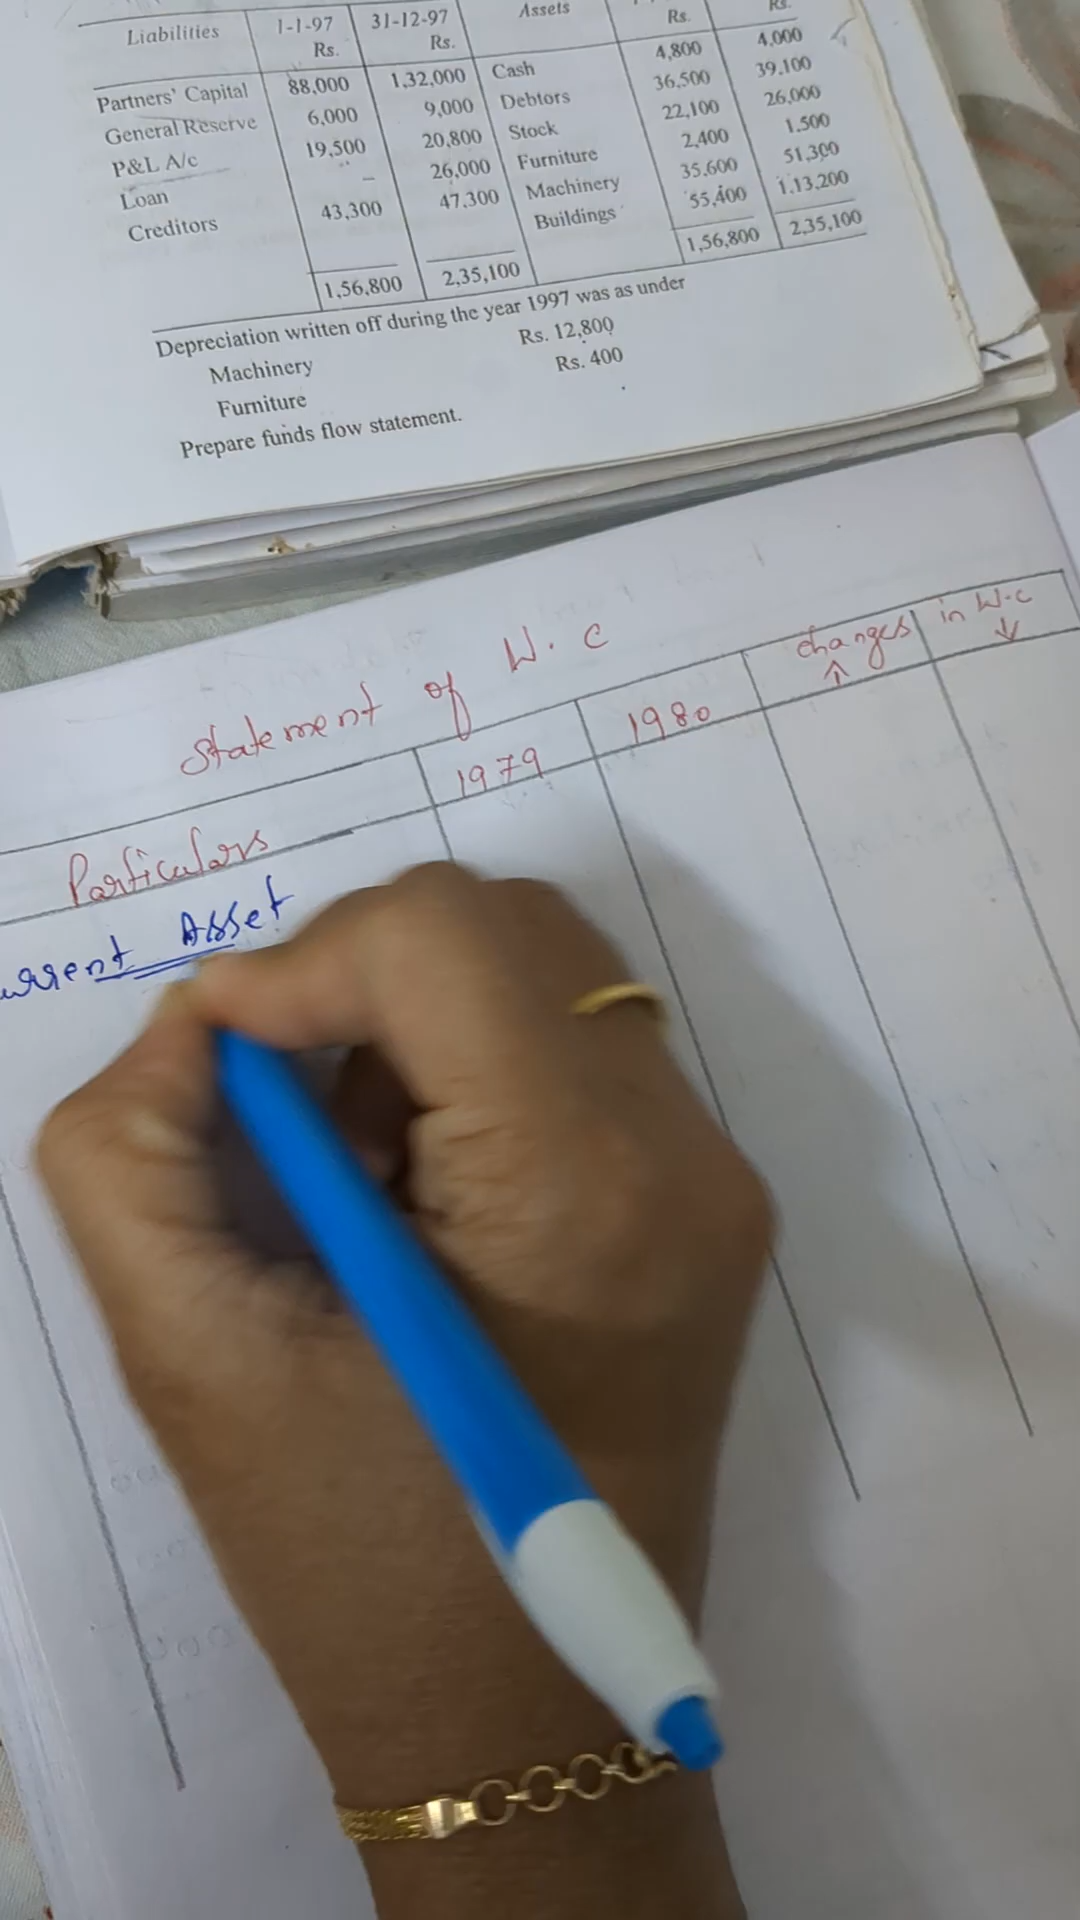 Liabilities 1-1-97 31-12-97 Assets
Rs. Rs. Rs. Rs.
Partners' Capital 88,000 1,32,000 Cash 4,800 4,000
General Reserve 6,000 9,000 Debtors 36,500 39,100
P&L A/c 19,500 20,800 Stock 22,100 26,000
Loan – 26,000 Furniture 2,400 1,500
Creditors 43,300 47,300 Machinery 35,600 51,300
Buildings 55,400 1,13,200
1,56,800 2,35,100 1,56,800 2,35,100
Depreciation written off during the year 1997 was as under
Machinery Rs. 12,800
Furniture Rs. 400
Prepare funds flow statement.
Statement of W.C
Particulars 1979 1980 changes in W.C
↑ ↓
Asset